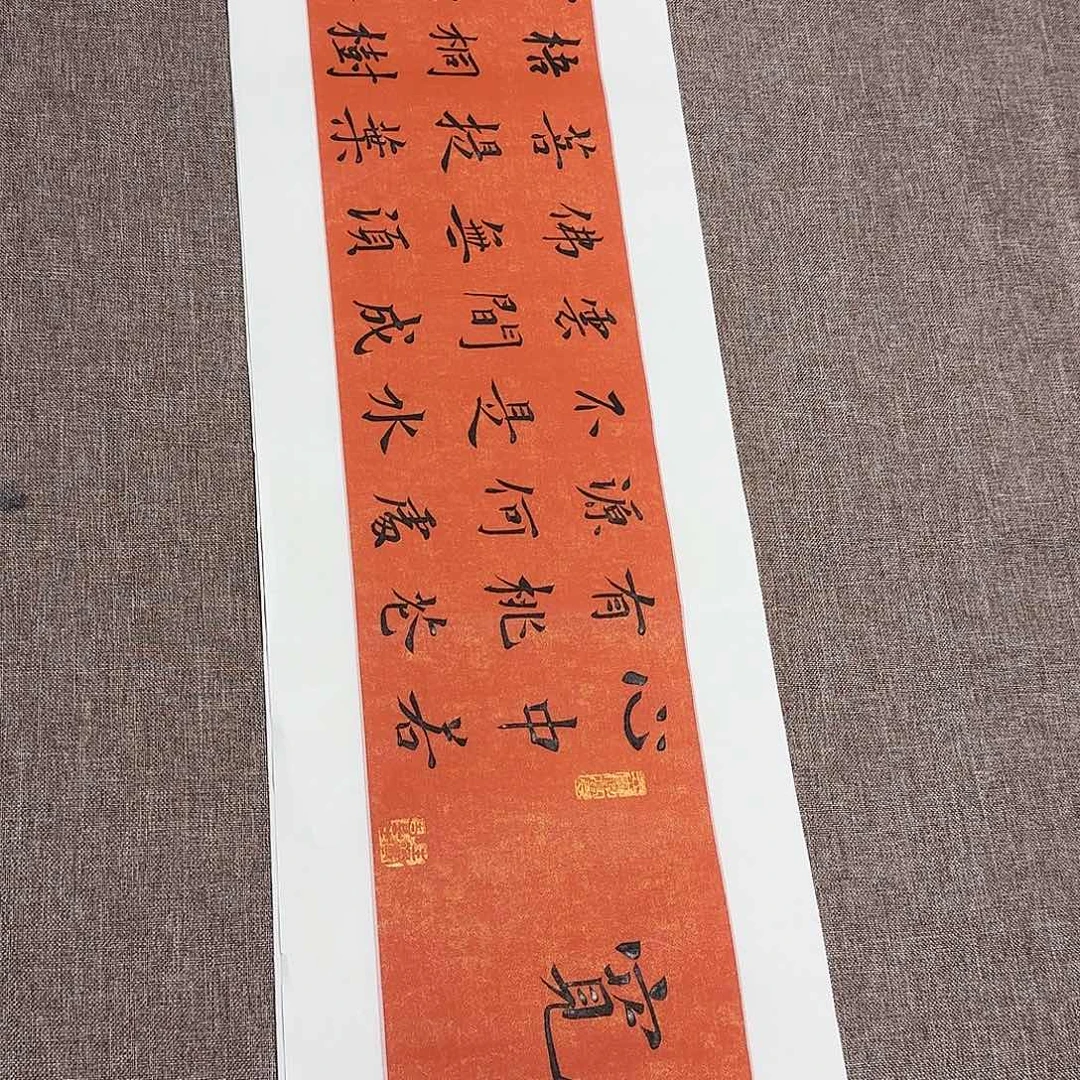 寬
心中若
有桃花
源何處
不是水
雲間成
佛無須
菩提葉
梧桐樹